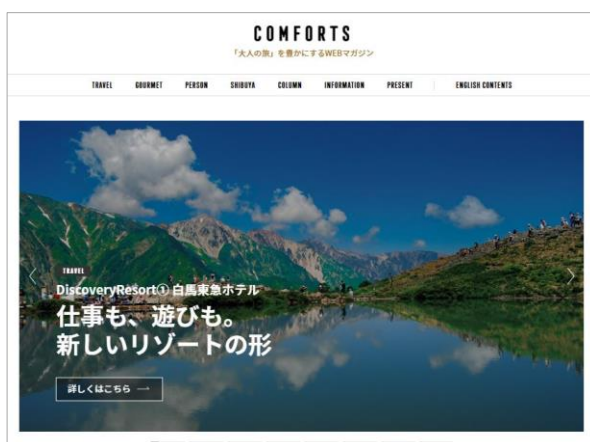 COMFORTS
「大人の旅」を豊かにするWEBマガジン
TRAVEL GOURMET PERSON SHIBUYA COLUMN INFORMATION PRESENT ENGLISH CONTENTS
TRAVEL
DiscoveryResort① 白馬東急ホテル
仕事も、遊びも。
新しいリゾートの形
詳しくはこちら